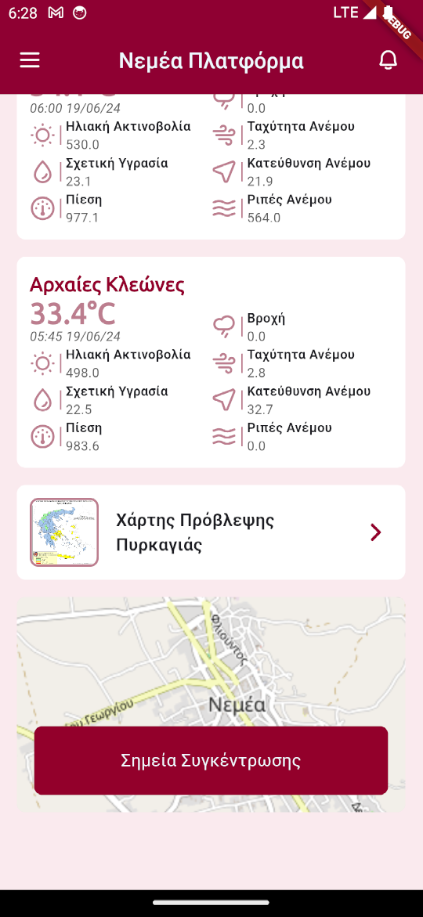 6:28
LTE
DEBUG
Νεμέα Πλατφόρμα
06:00 19/06/24
0.0
Ηλιακή Ακτινοβολία
530.0
Ταχύτητα Ανέμου
2.3
Σχετική Υγρασία
23.1
Κατεύθυνση Ανέμου
21.9
Πίεση
977.1
Ριπές Ανέμου
564.0
Αρχαίες Κλεώνες
33.4°C
05:45 19/06/24
Βροχή
0.0
Ηλιακή Ακτινοβολία
498.0
Ταχύτητα Ανέμου
2.8
Σχετική Υγρασία
22.5
Κατεύθυνση Ανέμου
32.7
Πίεση
983.6
Ριπές Ανέμου
0.0
Χάρτης Πρόβλεψης
Πυρκαγιάς
Φλιούντος
Νεμέα
ου Γεωργίου
Σημεία Συγκέντρωσης